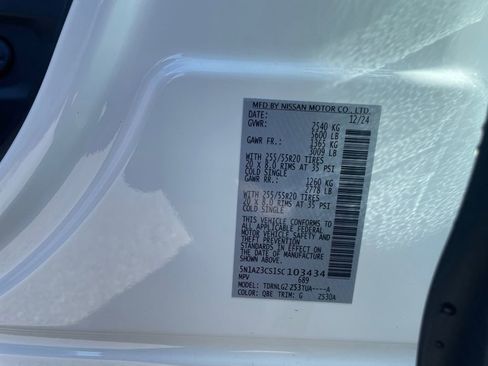 MFD BY NISSAN MOTOR CO., LTD.
DATE: 12/24
GVWR: 2540 KG
5600 LB
GAWR FR.: 1365 KG
3009 LB
WITH 255/55R20 TIRES
20 X 8.0 RIMS AT 35 PSI
COLD SINGLE
GAWR RR.: 1260 KG
2778 LB
WITH 255/55R20 TIRES
20 X 8.0 RIMS AT 35 PSI
COLD SINGLE
THIS VEHICLE CONFORMS TO
ALL APPLICABLE FEDERAL
MOTOR VEHICLE SAFETY AND
THEFT PREVENTION
STANDARDS IN EFFECT ON
THE DATE OF MANUFACTURE
SHOWN ABOVE.
5N1AZ3CS1SC103434
MPV 689
MODEL: TDRNLGZ Z53TUA----A
COLOR: QBE TRIM: G Z53DA